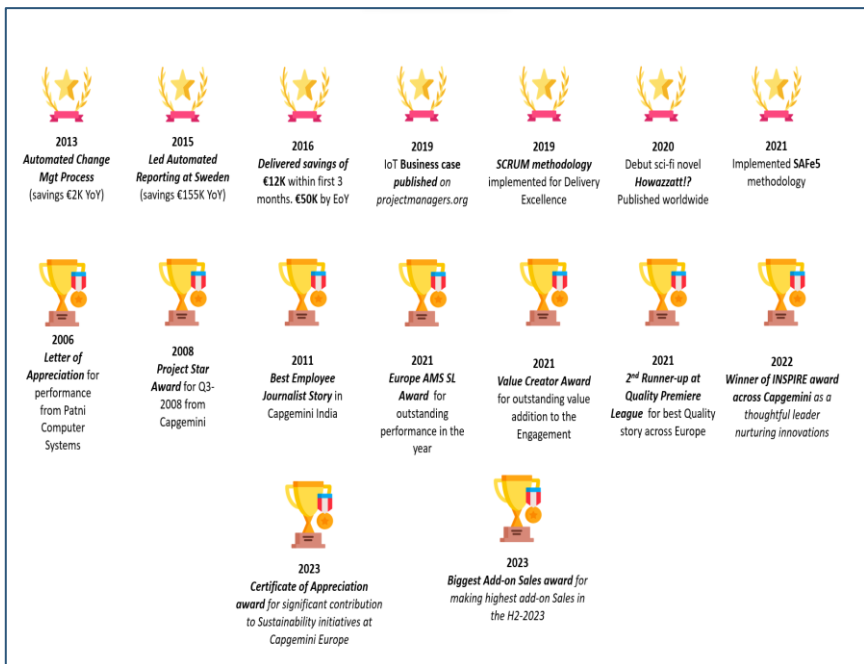 2013
Automated Change
Mgt Process
(savings €2K YoY)
2015
Led Automated
Reporting at Sweden
(savings €155K YoY)
2016
Delivered savings of
€12K within first 3
months. €50K by EoY
2019
IoT Business case
published on
projectmanagers.org
2019
SCRUM methodology
implemented for Delivery
Excellence
2020
Debut sci-fi novel
Howazzatt!?
Published worldwide
2021
Implemented SAFe5
methodology
2006
Letter of
Appreciation for
performance
from Patni
Computer
Systems
2008
Project Star
Award for Q3-
2008 from
Capgemini
2011
Best Employee
Journalist Story in
Capgemini India
2021
Europe AMS SL
Award for
outstanding
performance in the
year
2021
Value Creator Award
for outstanding value
addition to the
Engagement
2021
2nd Runner-up at
Quality Premiere
League for best Quality
story across Europe
2022
Winner of INSPIRE award
across Capgemini as a
thoughtful leader
nurturing innovations
2023
Certificate of Appreciation
award for significant contribution
to Sustainability initiatives at
Capgemini Europe
2023
Biggest Add-on Sales award for
making highest add-on Sales in
the H2-2023